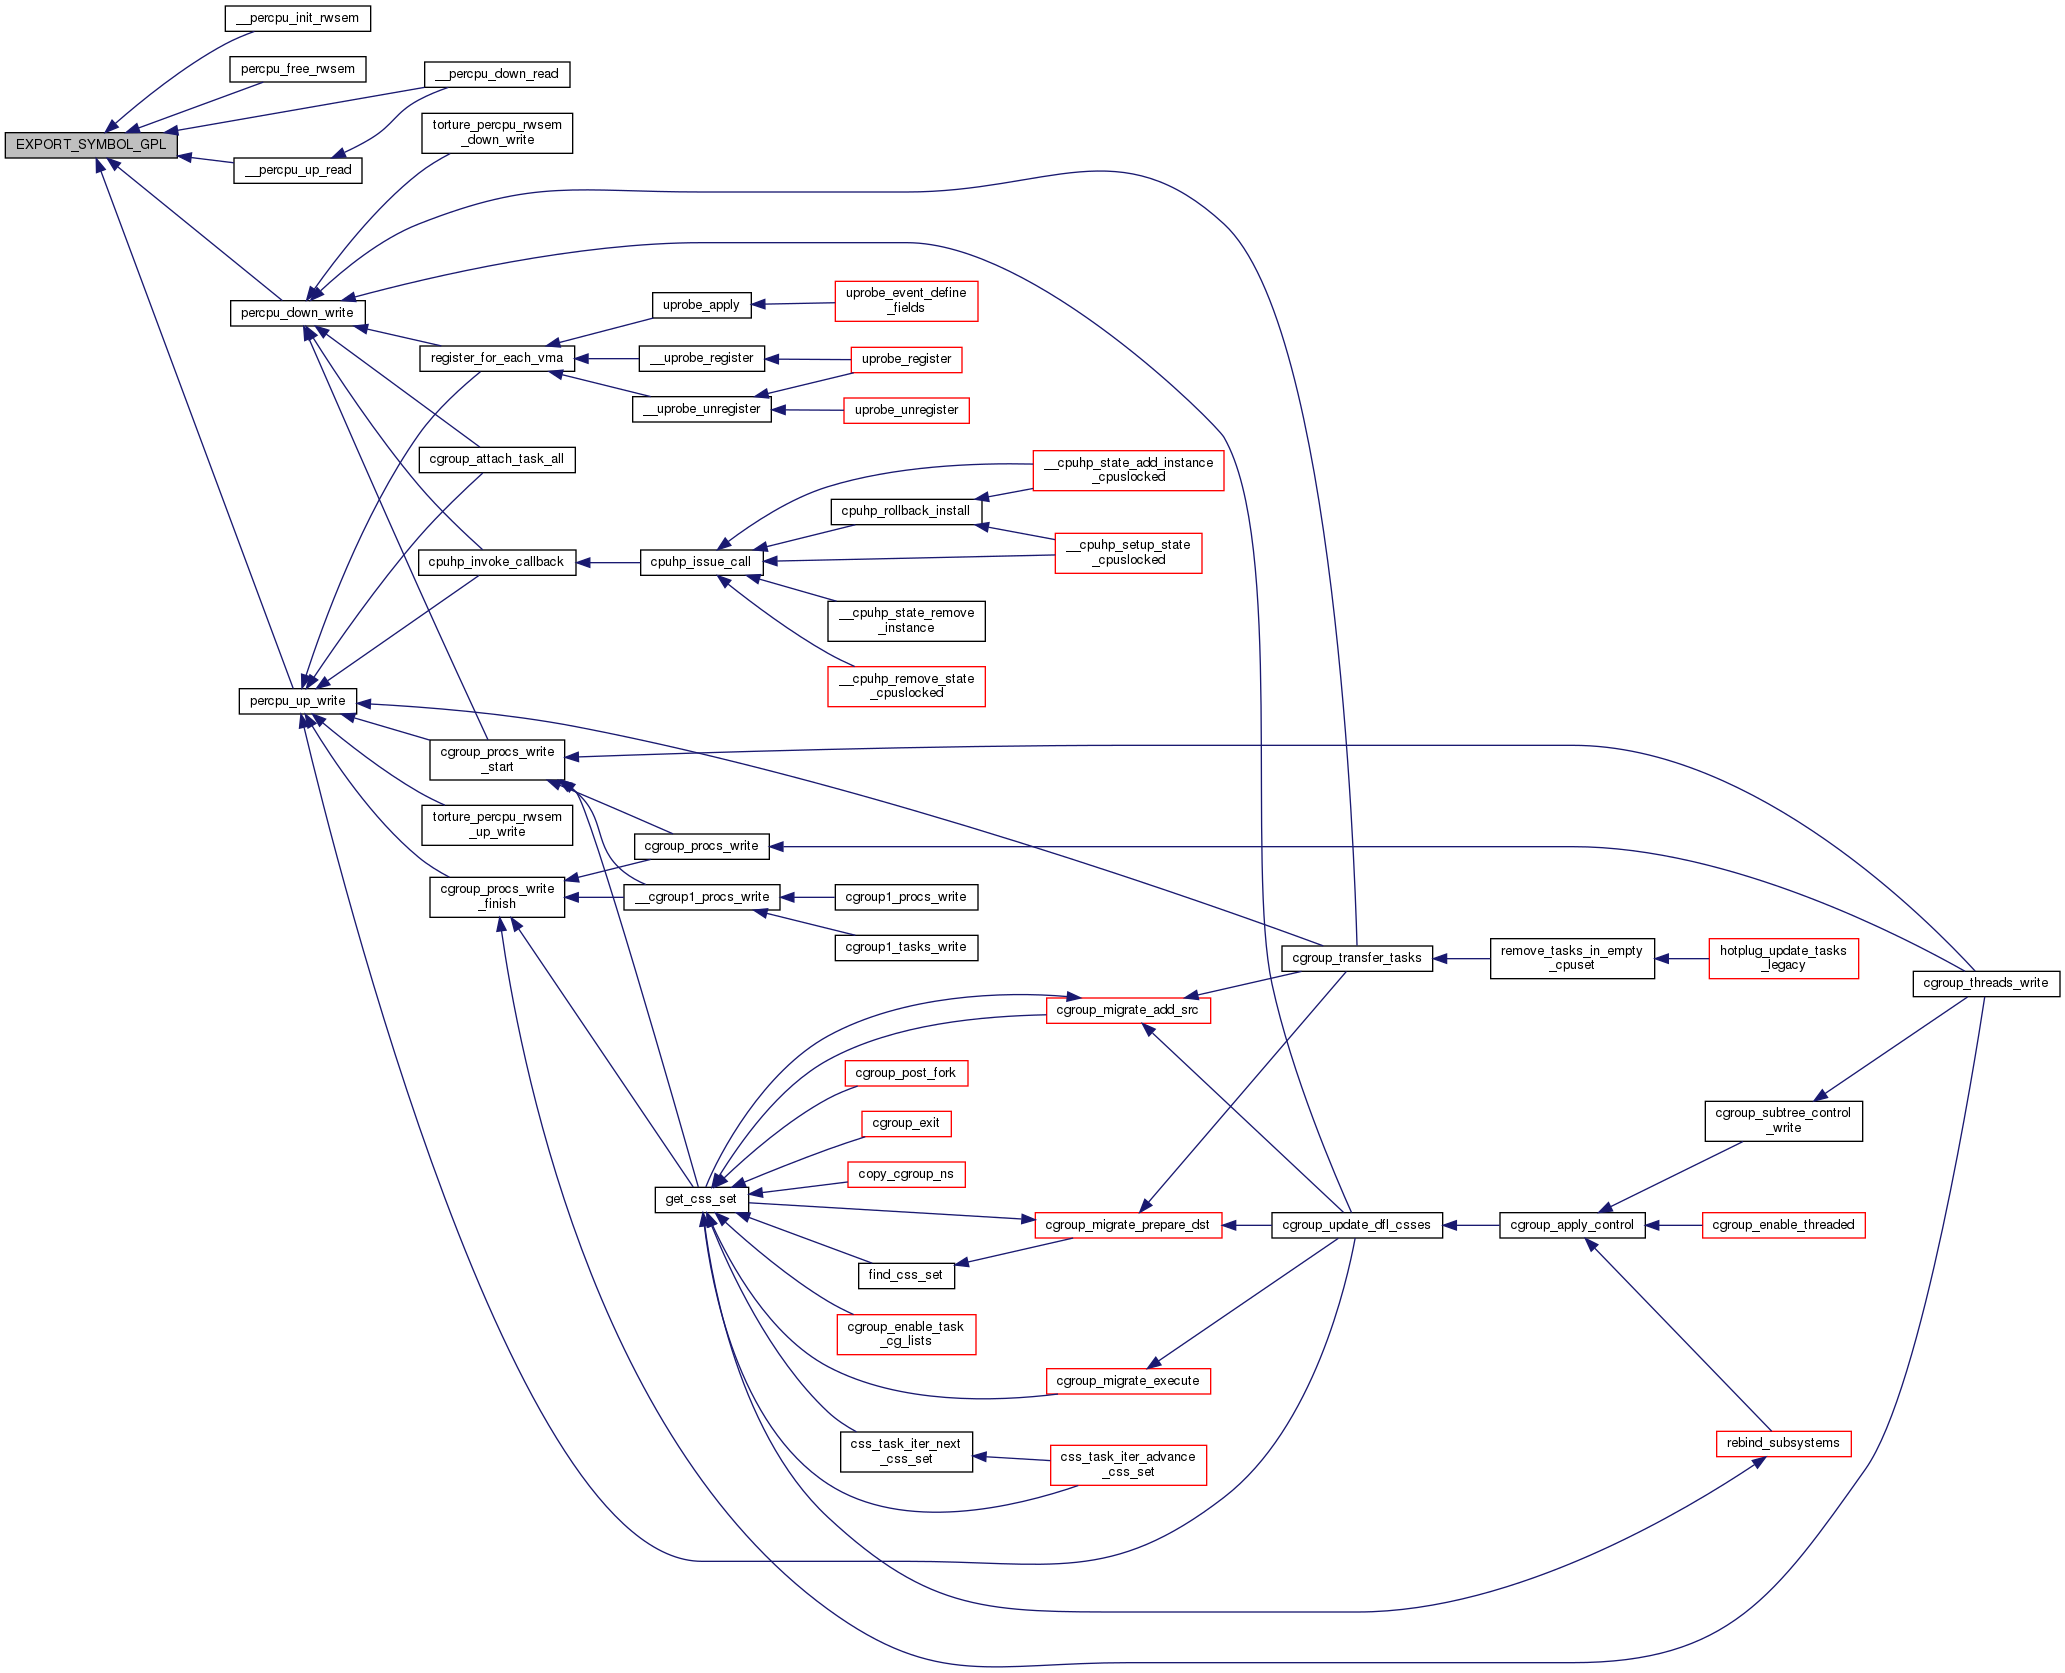 __percpu_init_rwsem
percpu_free_rwsem
__percpu_down_read
EXPORT_SYMBOL_GPL
__percpu_up_read
torture_percpu_rwsem
_down_write
percpu_down_write
register_for_each_vma
uprobe_apply
uprobe_event_define
_fields
__uprobe_register
uprobe_register
__uprobe_unregister
uprobe_unregister
cgroup_attach_task_all
cpuhp_invoke_callback
cpuhp_issue_call
__cpuhp_state_add_instance
_cpuslocked
cpuhp_rollback_install
__cpuhp_setup_state
_cpuslocked
__cpuhp_state_remove
_instance
__cpuhp_remove_state
_cpuslocked
percpu_up_write
cgroup_procs_write
_start
torture_percpu_rwsem
_up_write
cgroup_procs_write
cgroup_procs_write
_finish
__cgroup1_procs_write
cgroup1_procs_write
cgroup1_tasks_write
cgroup_transfer_tasks
remove_tasks_in_empty
_cpuset
hotplug_update_tasks
_legacy
cgroup_threads_write
cgroup_migrate_add_src
cgroup_post_fork
cgroup_exit
copy_cgroup_ns
get_css_set
cgroup_migrate_prepare_dst
find_css_set
cgroup_enable_task
_cg_lists
cgroup_migrate_execute
css_task_iter_next
_css_set
css_task_iter_advance
_css_set
cgroup_update_dfl_csses
cgroup_apply_control
cgroup_subtree_control
_write
cgroup_enable_threaded
rebind_subsystems